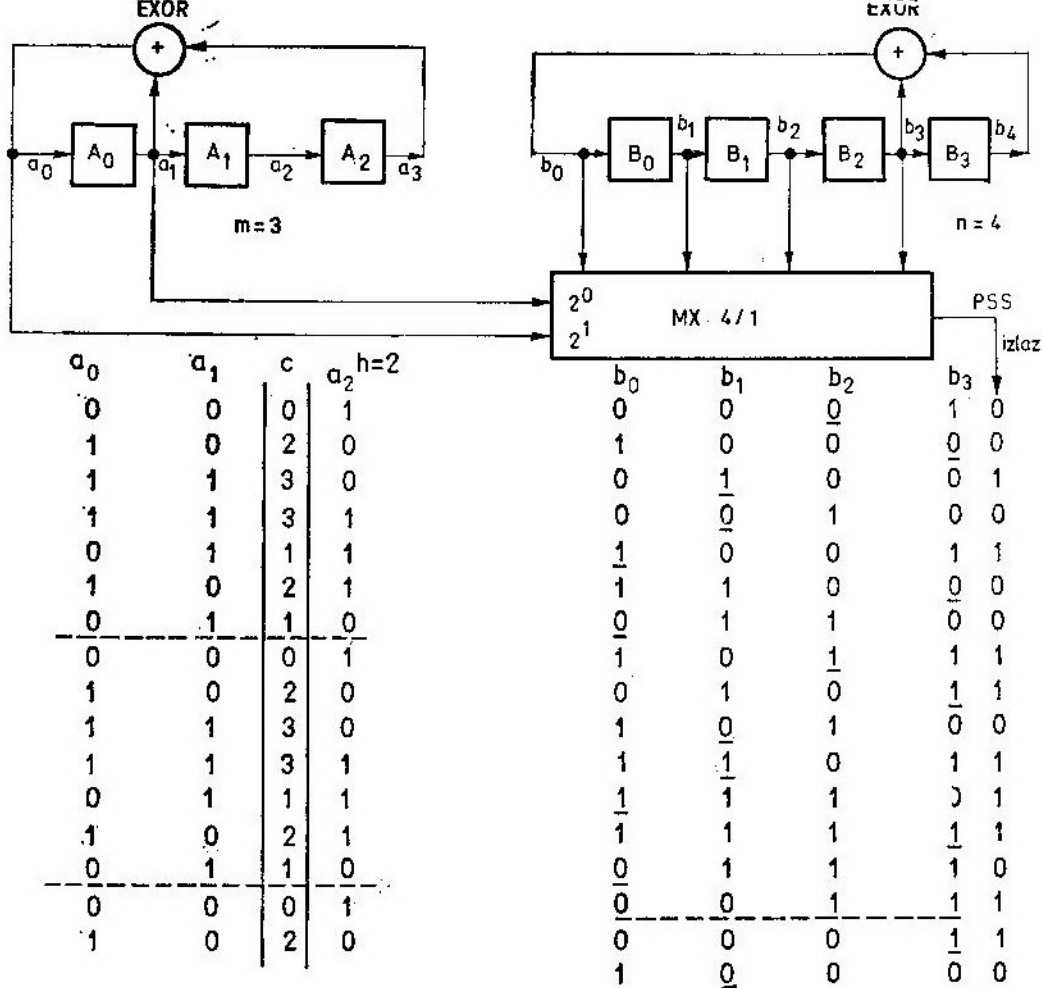 EXOR EXOR
+ +
a0 A0 a1 A1 a2 A2 a3 b0 B0 b1 B1 b2 B2 b3 B3 b4
m=3 n = 4
2^0 MX 4/1 PSS
2^1 izlaz
a0 a1 c a2 h=2 b0 b1 b2 b3
0 0 0 1 0 0 0 1 0
1 0 2 0 1 0 0 0 0
1 1 3 0 0 1 0 0 1
1 1 3 1 0 0 1 0 0
0 1 1 1 1 0 0 1 1
1 0 2 1 1 1 0 0 0
0 1 1 0 0 1 1 0 0
0 0 0 1 1 0 1 1 1
1 0 2 0 0 1 0 1 1
1 1 3 0 1 0 1 0 0
1 1 3 1 1 1 0 1 1
0 1 1 1 1 1 1 0 1
1 0 2 1 1 1 1 1 1
0 1 1 0 0 1 1 1 0
0 0 0 1 0 0 1 1 1
1 0 2 0 0 0 0 1 1
1 0 0 0 0